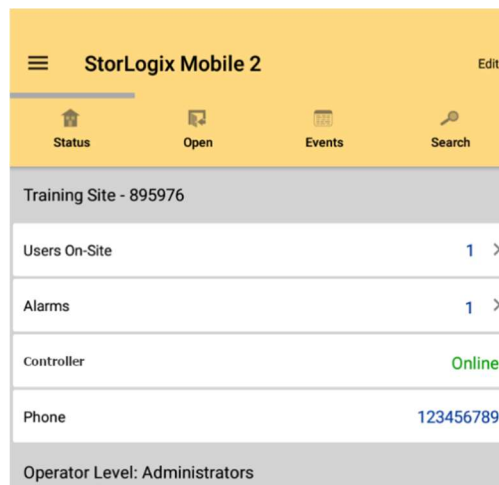 StorLogix Mobile 2 Edit
Status Open Events Search
Training Site - 895976
Users On-Site 1
Alarms 1
Controller Online
Phone 123456789
Operator Level: Administrators